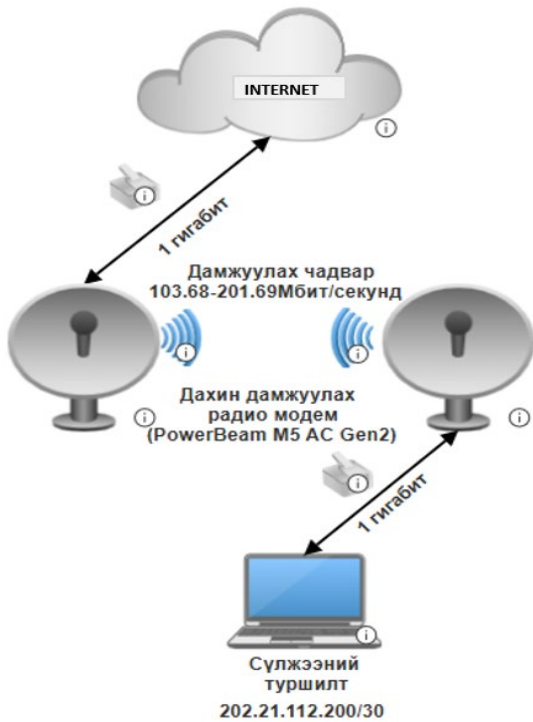 INTERNET
1 гигабит
Дамжуулах чадвар
103.68-201.69Мбит/секунд
Дахин дамжуулах
радио модем
(PowerBeam M5 AC Gen2)
1 гигабит
Сүлжээний
туршилт
202.21.112.200/30